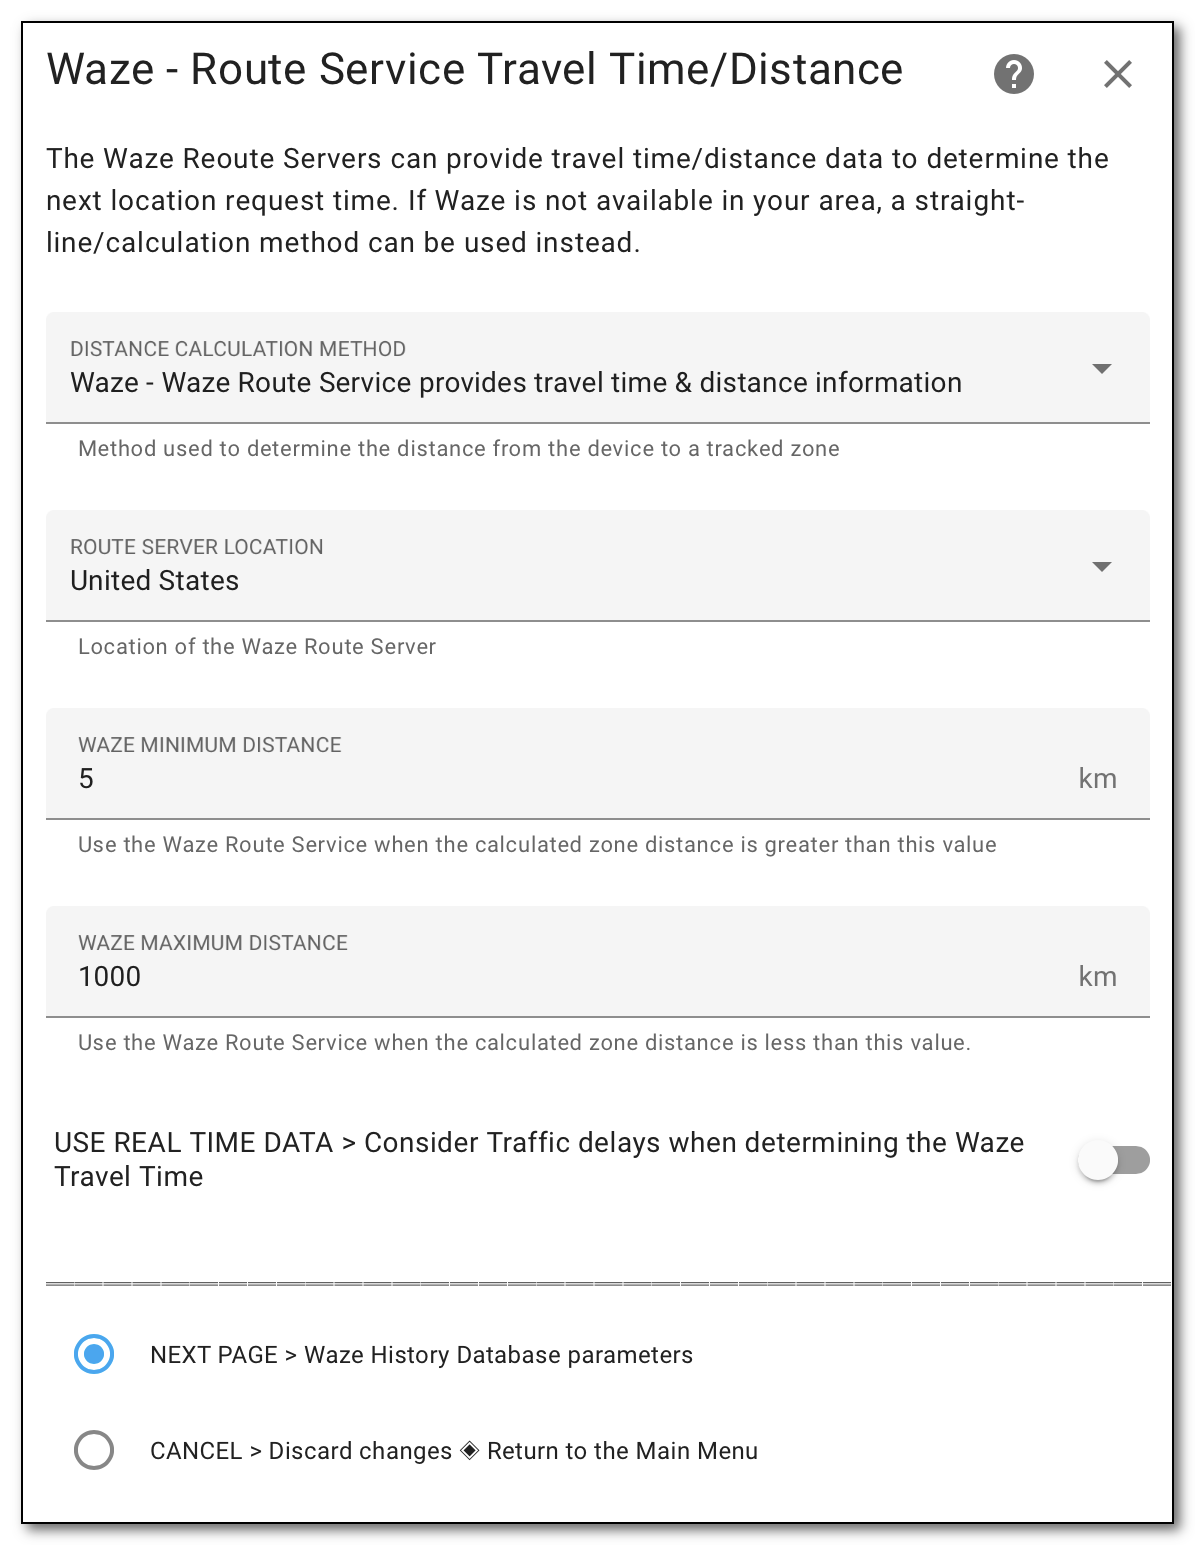 Waze - Route Service Travel Time/Distance
The Waze Reoute Servers can provide travel time/distance data to determine the
next location request time. If Waze is not available in your area, a straight-
line/calculation method can be used instead.
DISTANCE CALCULATION METHOD
Waze - Waze Route Service provides travel time & distance information
Method used to determine the distance from the device to a tracked zone
ROUTE SERVER LOCATION
United States
Location of the Waze Route Server
WAZE MINIMUM DISTANCE
5 km
Use the Waze Route Service when the calculated zone distance is greater than this value
WAZE MAXIMUM DISTANCE
1000 km
Use the Waze Route Service when the calculated zone distance is less than this value.
USE REAL TIME DATA > Consider Traffic delays when determining the Waze
Travel Time
NEXT PAGE > Waze History Database parameters
CANCEL > Discard changes ◈ Return to the Main Menu